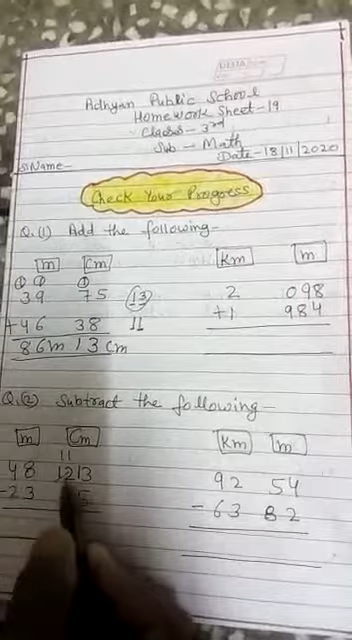 Adhyan Public School
Homework Sheet-19
Class- 3rd
Sub - Math
Date-18/11/2020
Name-
Check Your Progress
Q.(1) Add the following-
m Cm Km m
1 1 1
39 75 13 2 098
+46 38 11 +1 984
86m 13 cm
Q.(2) Subtract the following-
m Cm Km m
11
48 1213 92 54
-23 5 -63 82